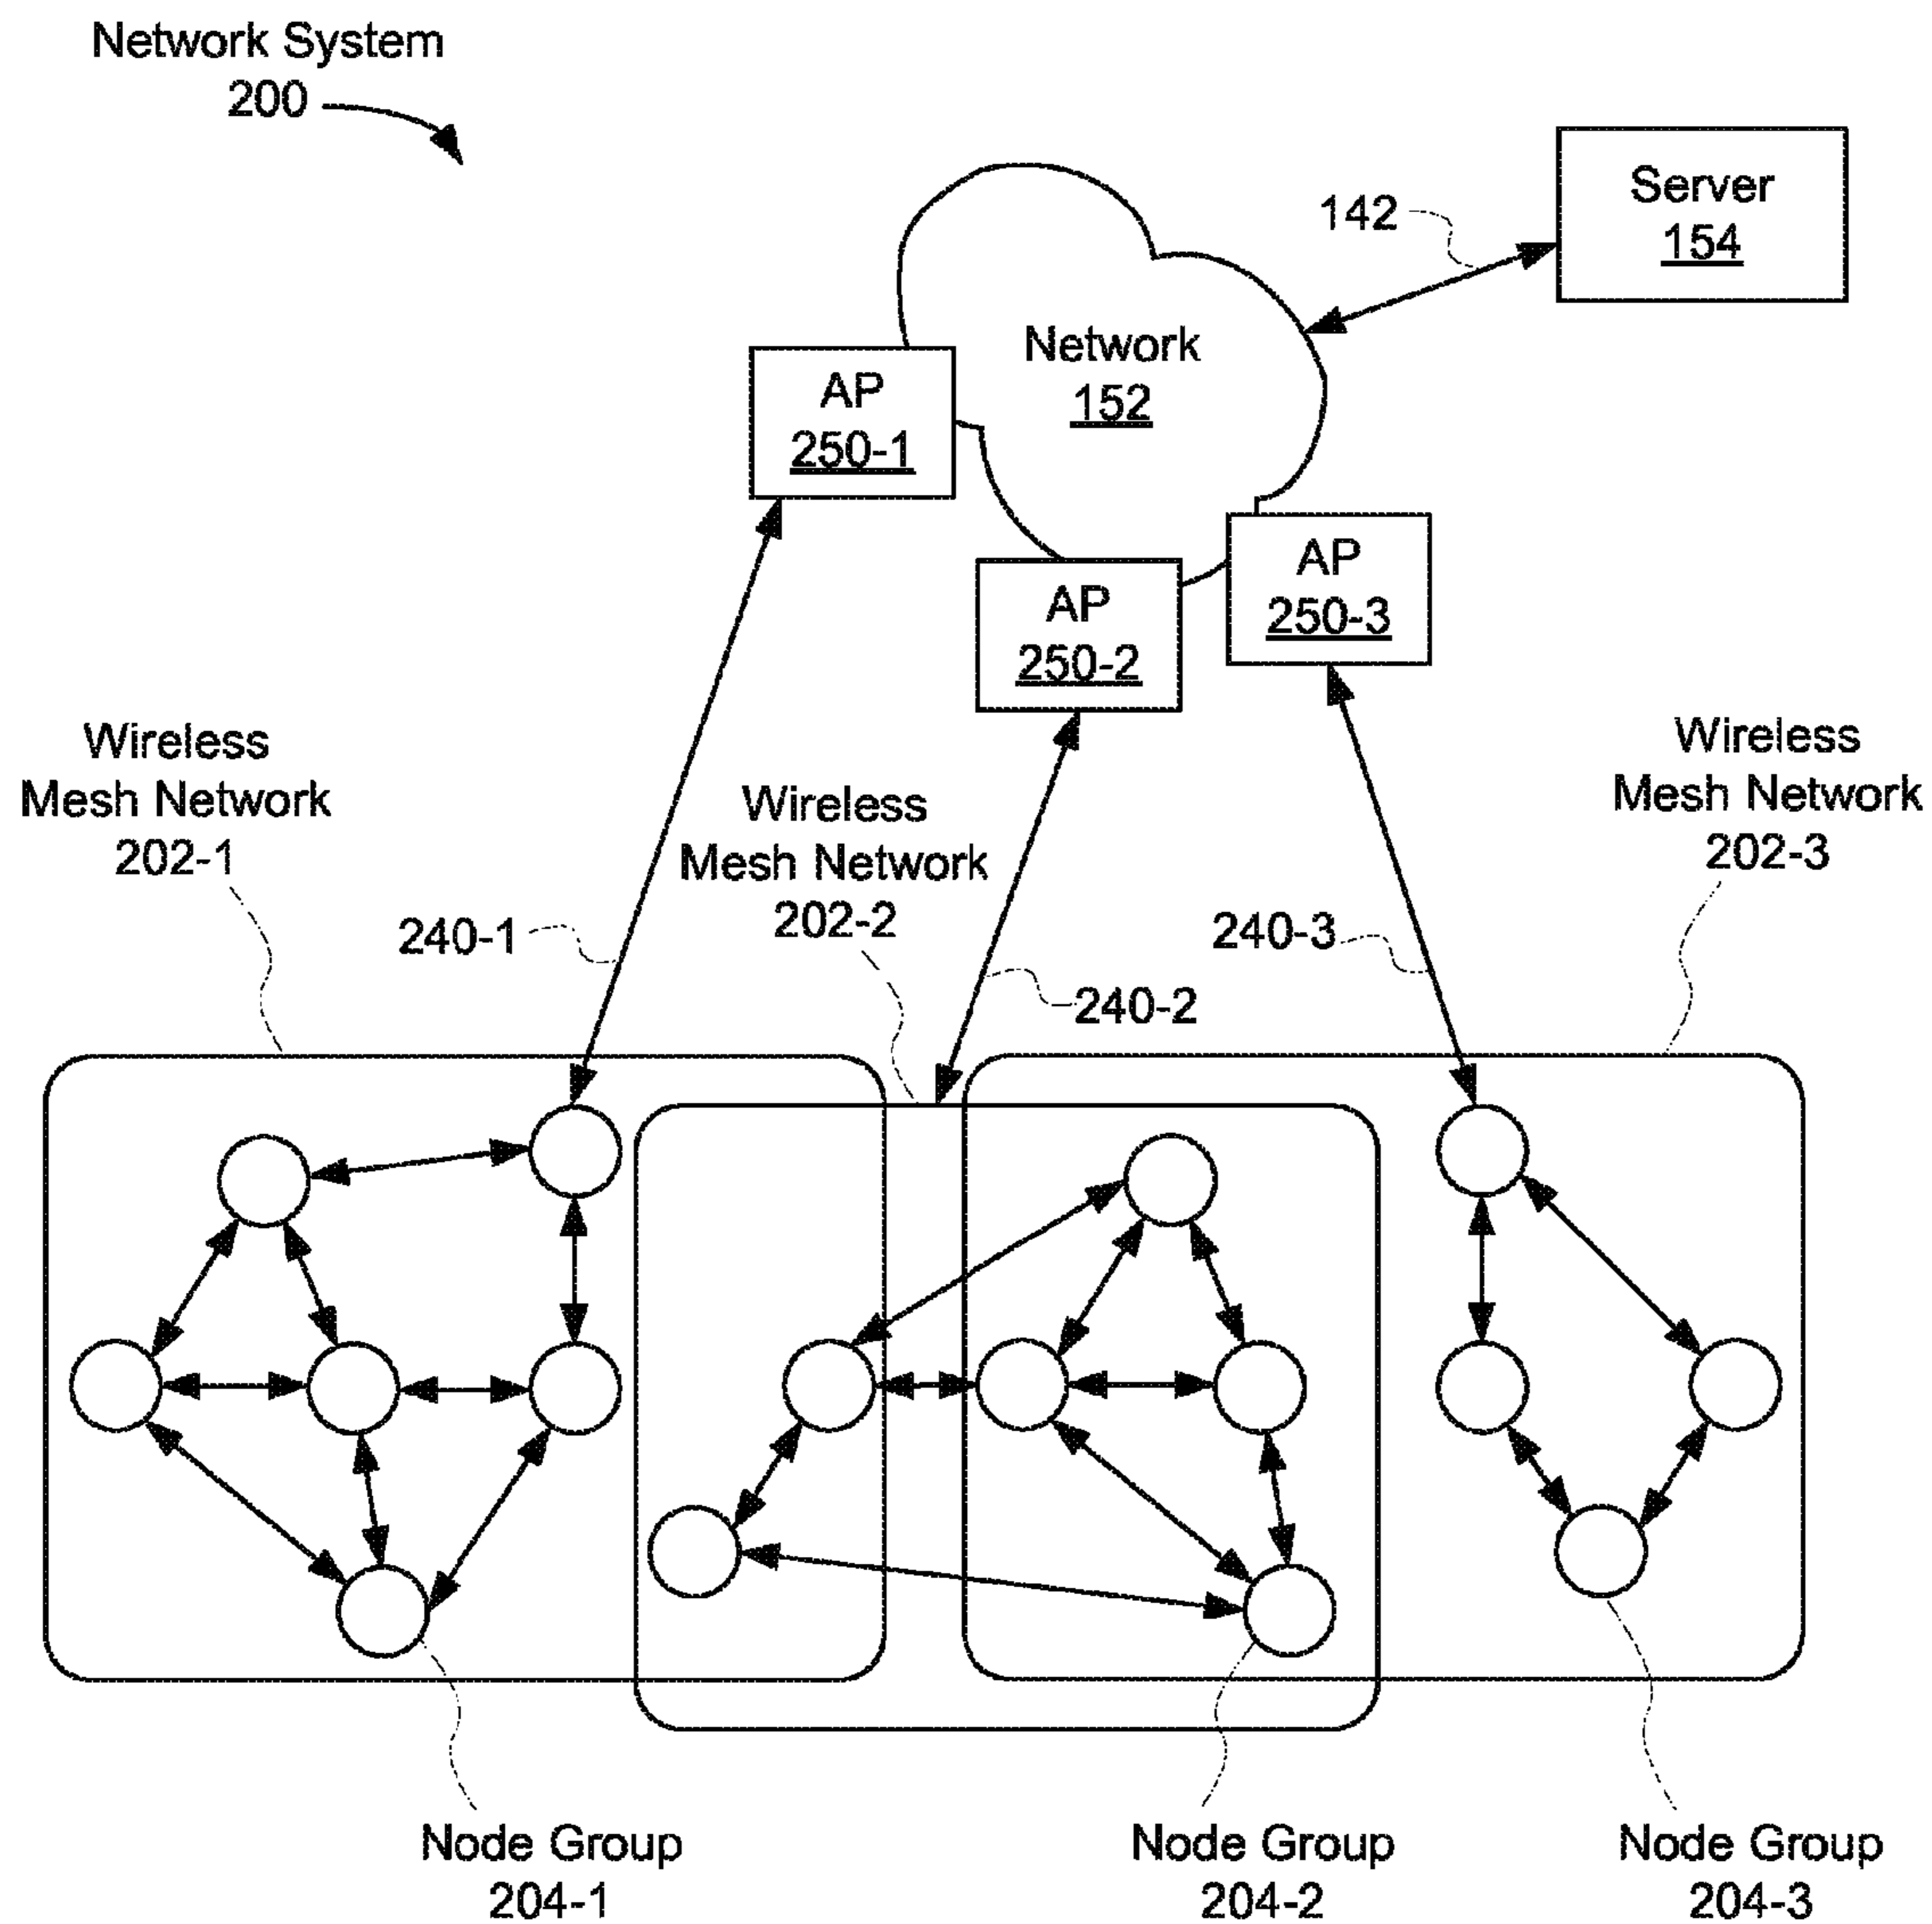 Network System
200
Server
154
142
Network
152
AP
250-1
AP
250-2
AP
250-3
Wireless
Mesh Network
202-1
Wireless
Mesh Network
202-2
Wireless
Mesh Network
202-3
240-1
240-2
240-3
Node Group
204-1
Node Group
204-2
Node Group
204-3